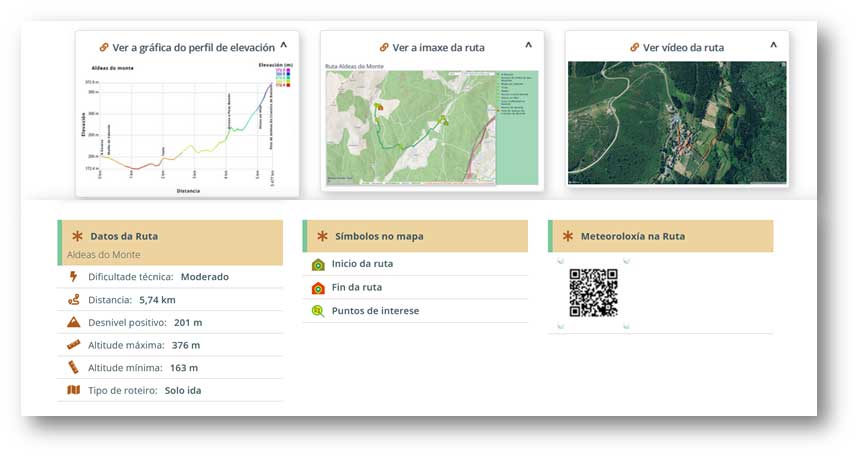 Ver a gráfica do perfil de elevación ^
Ver a imaxe da ruta ^
Ver vídeo da ruta ^
Aldeas do monte
Elevación (m)
Elevación
Distancia
Ruta Aldeas do Monte
Datos da Ruta
Aldeas do Monte
Dificultade técnica: Moderado
Distancia: 5,74 km
Desnivel positivo: 201 m
Altitude máxima: 376 m
Altitude mínima: 163 m
Tipo de roteiro: Solo ida
Símbolos no mapa
Inicio da ruta
Fin da ruta
Puntos de interese
Meteoroloxía na Ruta